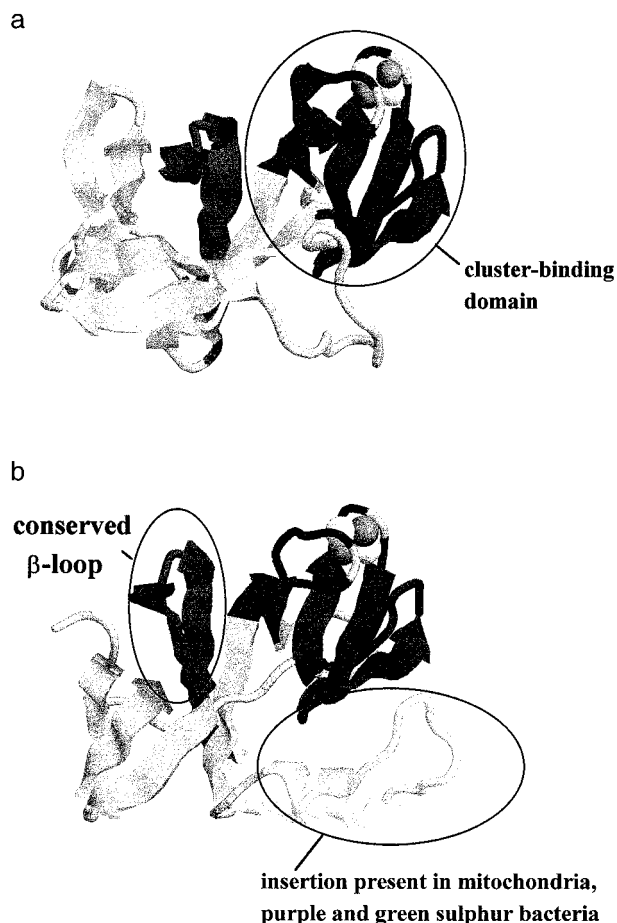 a
cluster-binding
domain
b
conserved
β-loop
insertion present in mitochondria,
purple and green sulphur bacteria